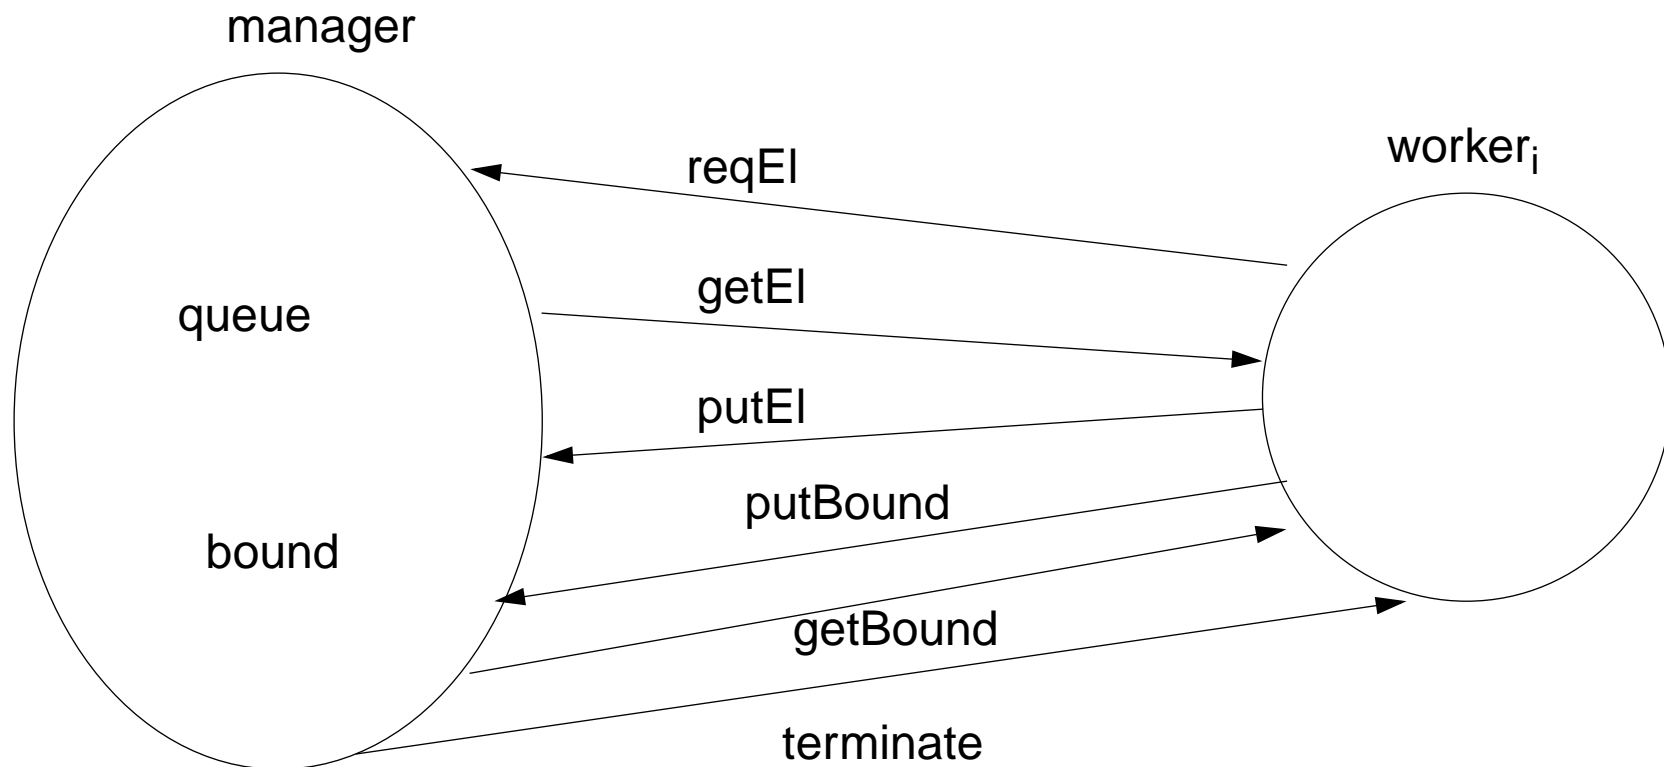 manager
worker_i
reqEl
getEl
queue
putEl
putBound
bound
getBound
terminate